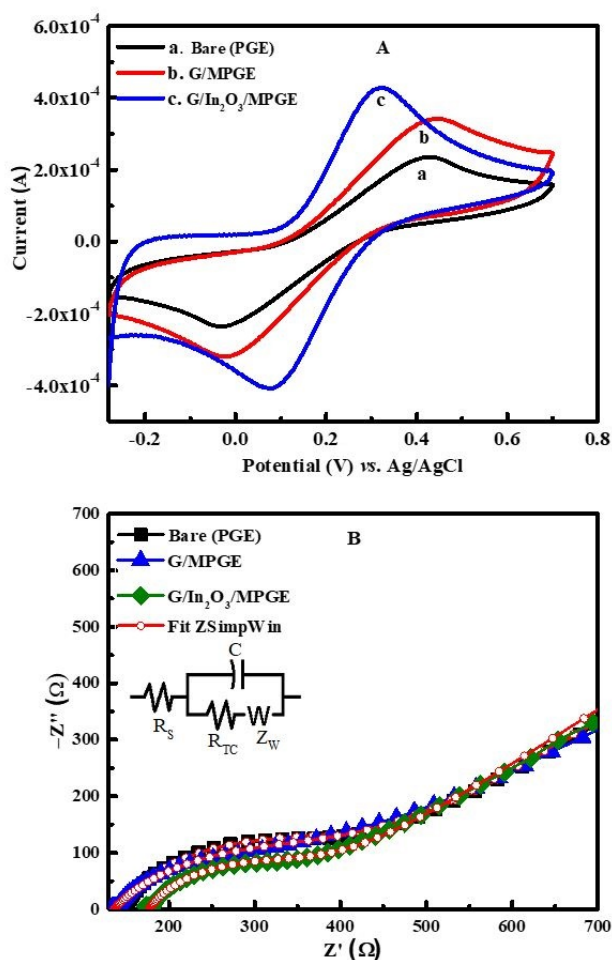 6.0x10⁻⁴
a. Bare (PGE)
A
b. G/MPGE
c. G/In₂O₃/MPGE
4.0x10⁻⁴
c
b
2.0x10⁻⁴
a
Current (A)
0.0
-2.0x10⁻⁴
-4.0x10⁻⁴
-0.2 0.0 0.2 0.4 0.6 0.8
Potential (V) vs. Ag/AgCl
700
Bare (PGE)
B
G/MPGE
600
G/In₂O₃/MPGE
500
Fit ZSimpWin
C
400
–Z'' (Ω)
R_S
R_TC
Z_W
300
200
100
0
200 300 400 500 600 700
Z' (Ω)